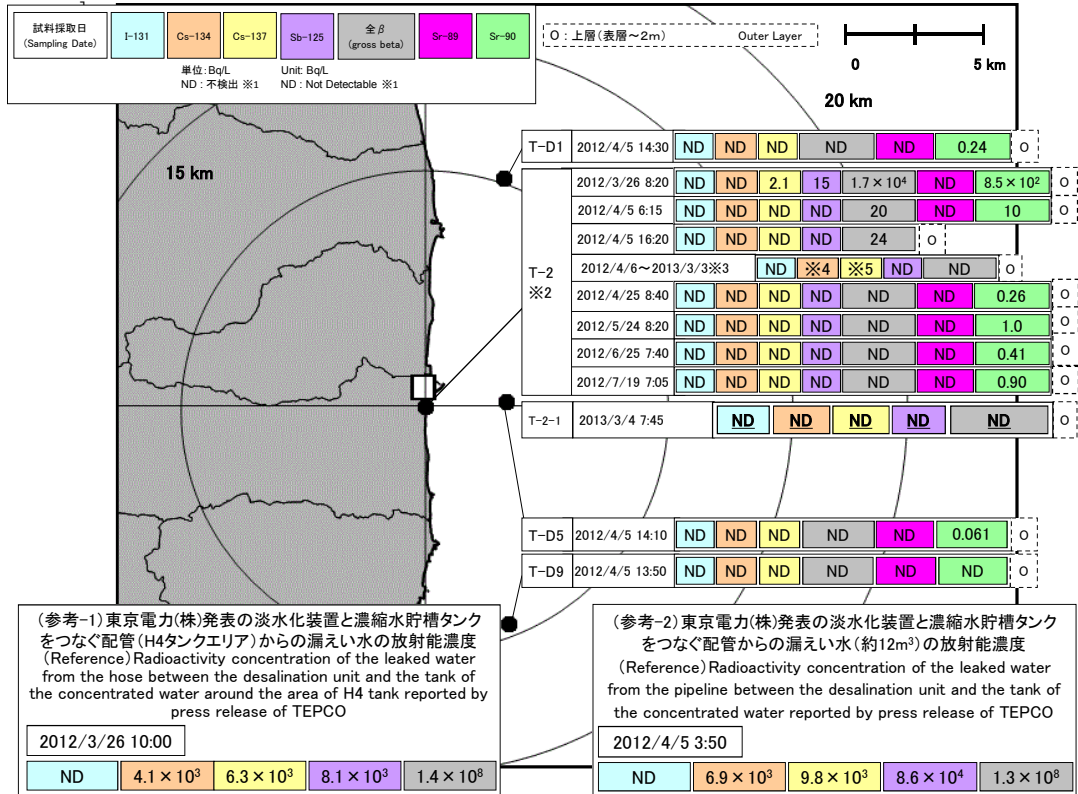 試料採取日
(Sampling Date)
I-131
Cs-134
Cs-137
Sb-125
全β
(gross beta)
Sr-89
Sr-90
単位:Bq/L Unit: Bq/L
ND : 不検出 ※1 ND : Not Detectable ※1
O : 上層(表層~2m) Outer Layer
0 5 km
20 km
15 km
T-D1 2012/4/5 14:30 ND ND ND ND ND 0.24 O
T-2
※2
2012/3/26 8:20 ND ND 2.1 15 1.7×10⁴ ND 8.5×10² O
2012/4/5 6:15 ND ND ND ND 20 ND 10 O
2012/4/5 16:20 ND ND ND ND 24 O
2012/4/6~2013/3/3※3 ND ※4 ※5 ND ND O
2012/4/25 8:40 ND ND ND ND ND ND 0.26 O
2012/5/24 8:20 ND ND ND ND ND ND 1.0 O
2012/6/25 7:40 ND ND ND ND ND ND 0.41 O
2012/7/19 7:05 ND ND ND ND ND ND 0.90 O
T-2-1 2013/3/4 7:45 ND ND ND ND ND O
T-D5 2012/4/5 14:10 ND ND ND ND ND 0.061 O
T-D9 2012/4/5 13:50 ND ND ND ND ND ND O
(参考-1)東京電力(株)発表の淡水化装置と濃縮水貯槽タンク
をつなぐ配管(H4タンクエリア)からの漏えい水の放射能濃度
(Reference)Radioactivity concentration of the leaked water
from the hose between the desalination unit and the tank of
the concentrated water around the area of H4 tank reported by
press release of TEPCO
2012/3/26 10:00
ND 4.1×10³ 6.3×10³ 8.1×10³ 1.4×10⁸
(参考-2)東京電力(株)発表の淡水化装置と濃縮水貯槽タンク
をつなぐ配管からの漏えい水(約12m³)の放射能濃度
(Reference)Radioactivity concentration of the leaked water
from the pipeline between the desalination unit and the tank of
the concentrated water reported by press release of TEPCO
2012/4/5 3:50
ND 6.9×10³ 9.8×10³ 8.6×10⁴ 1.3×10⁸